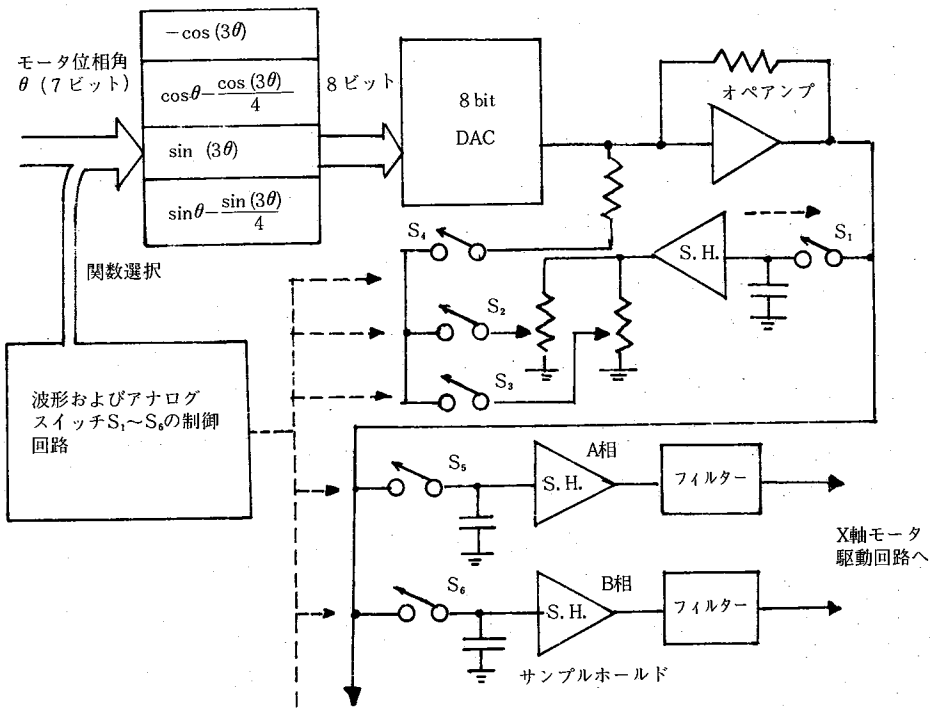 モータ位相角
θ (7ビット)
−cos (3θ)
cosθ−cos (3θ)/4
sin (3θ)
sinθ−sin (3θ)/4
8ビット
8 bit
DAC
オペアンプ
関数選択
S₄
S.H.
S₁
S₂
S₃
波形およびアナログ
スイッチS₁〜S₆の制御
回路
S₅
S.H.
A相
フィルター
X軸モータ
駆動回路へ
S₆
S.H.
B相
フィルター
サンプルホールド